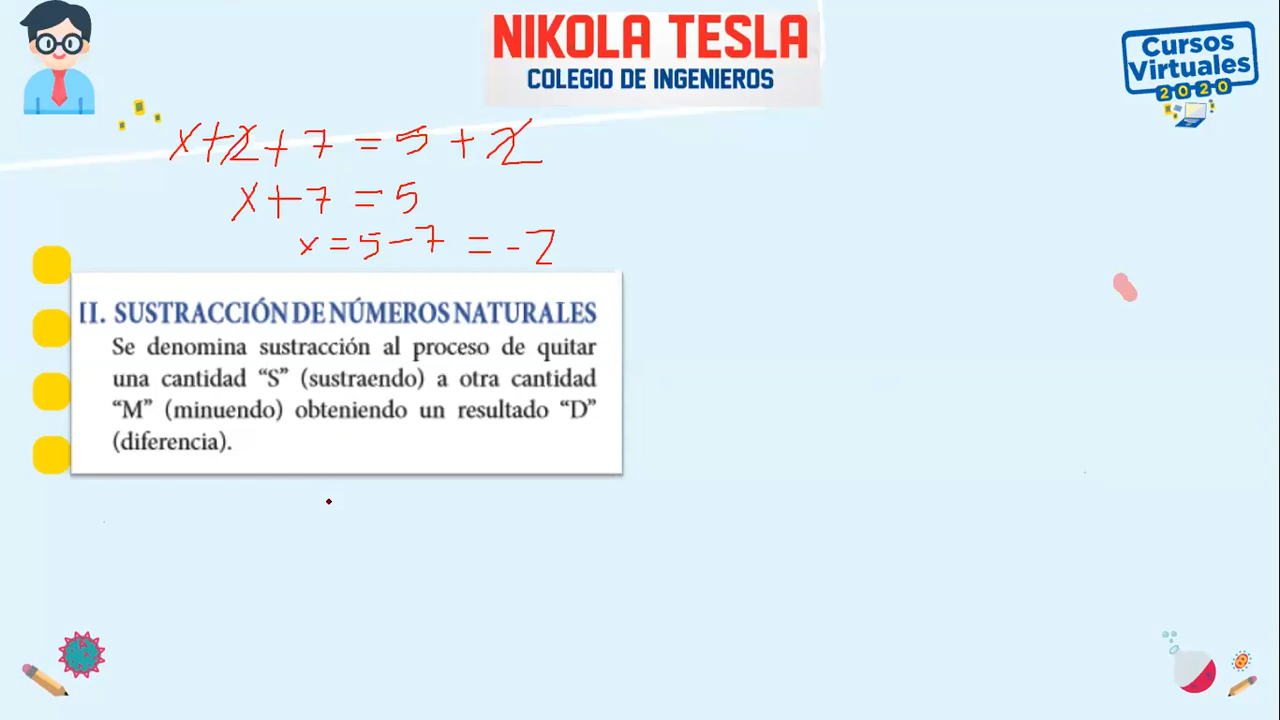 NIKOLA TESLA
COLEGIO DE INGENIEROS
Cursos
Virtuales
2020
x+2+7=5+2
x+7=5
x=5-7=-2
II. SUSTRACCIÓN DE NÚMEROS NATURALES
Se denomina sustracción al proceso de quitar
una cantidad “S” (sustraendo) a otra cantidad
“M” (minuendo) obteniendo un resultado “D”
(diferencia).